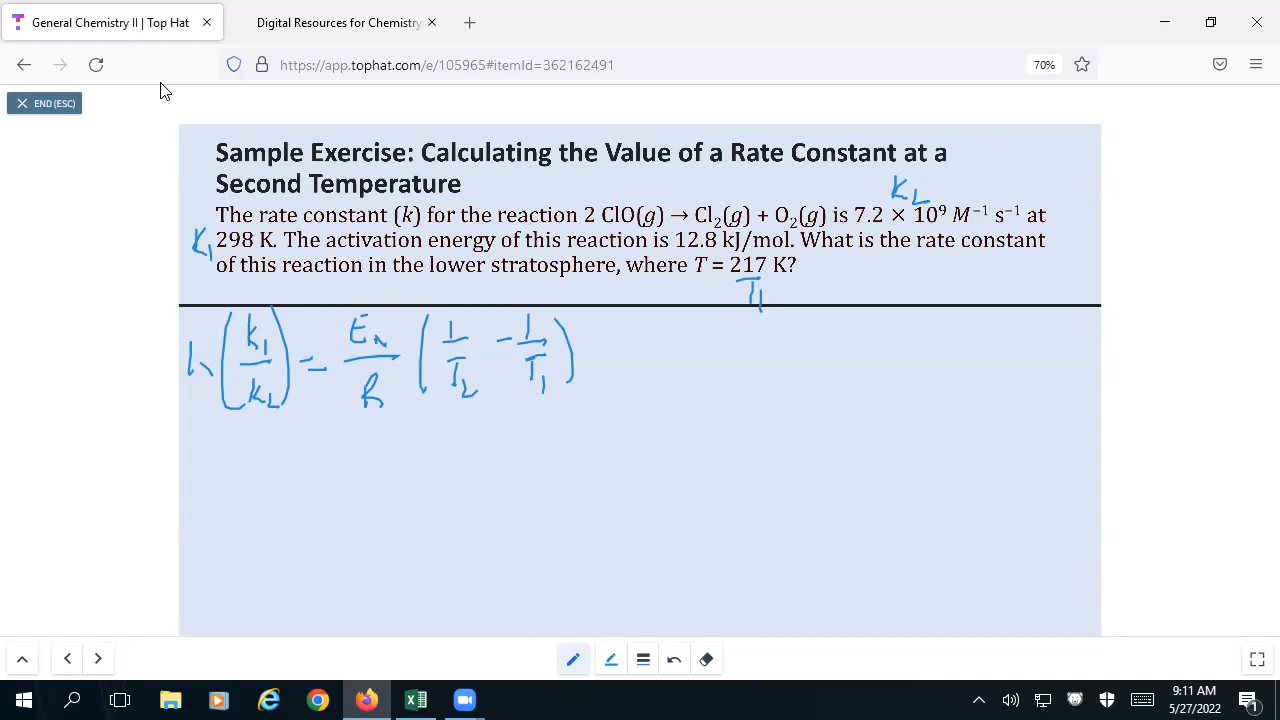 General Chemistry II | Top Hat
Digital Resources for Chemistry
https://app.tophat.com/e/105965#itemId=362162491
70%
END (ESC)
Sample Exercise: Calculating the Value of a Rate Constant at a
Second Temperature
K₂
The rate constant (k) for the reaction 2 ClO(g) → Cl₂(g) + O₂(g) is 7.2 × 10⁹ M⁻¹ s⁻¹ at
K₁ 298 K. The activation energy of this reaction is 12.8 kJ/mol. What is the rate constant
of this reaction in the lower stratosphere, where T = 217 K?
T₁
ln (k₁/k₂) = Eₐ/R (1/T₂ - 1/T₁)
9:11 AM
5/27/2022
1